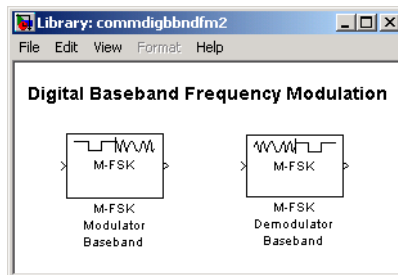 Library: commdigbbndfm2
File Edit View Format Help
Digital Baseband Frequency Modulation
M-FSK
M-FSK
Modulator
Baseband
M-FSK
M-FSK
Demodulator
Baseband